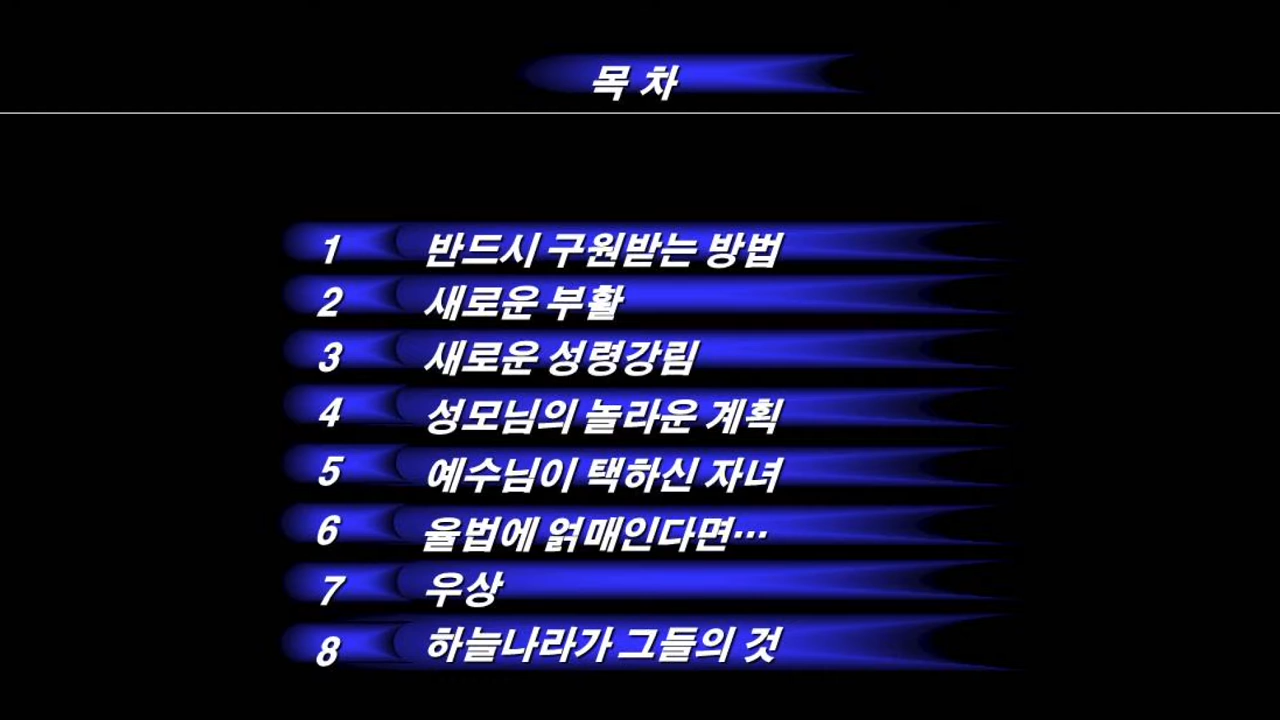 목 차
1 반드시 구원받는 방법
2 새로운 부활
3 새로운 성령강림
4 성모님의 놀라운 계획
5 예수님이 택하신 자녀
6 율법에 얽매인다면…
7 우상
8 하늘나라가 그들의 것